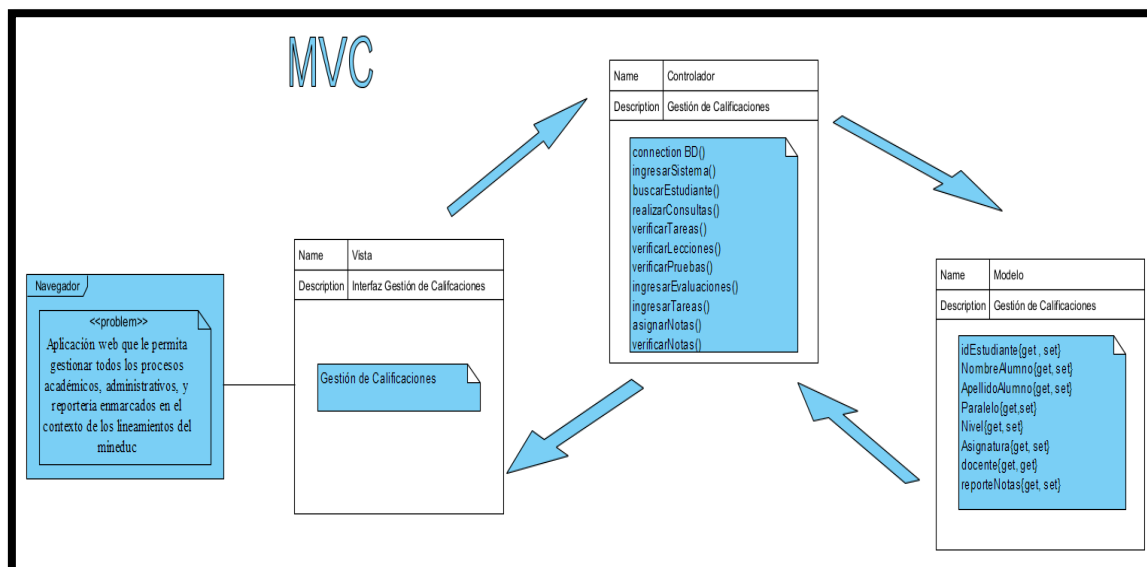 MVC
Navegador
<<problem>>
Aplicación web que le permita
gestionar todos los procesos
académicos, administrativos, y
reportería enmarcados en el
contexto de los lineamientos del
mineduc
Name Vista
Description Interfaz Gestión de Califcaciones
Gestión de Calificaciones
Name Controlador
Description Gestión de Calificaciones
connection BD()
ingresarSistema()
buscarEstudiante()
realizarConsultas()
verificarTareas()
verificarLecciones()
verificarPruebas()
ingresarEvaluaciones()
ingresarTareas()
asignarNotas()
verificarNotas()
Name Modelo
Description Gestión de Calificaciones
idEstudiante{get , set}
NombreAlumno{get, set}
ApellidoAlumno{get, set}
Paralelo{get,set}
Nivel{get, set}
Asignatura{get, set}
docente{get, get}
reporteNotas{get, set}